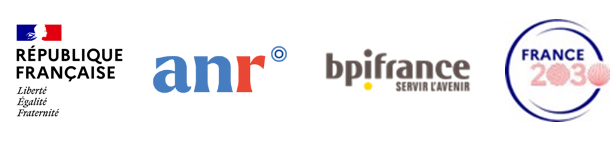 RÉPUBLIQUE
FRANÇAISE
Liberté
Égalité
Fraternité
anr
bpifrance
SERVIR L'AVENIR
FRANCE
2030